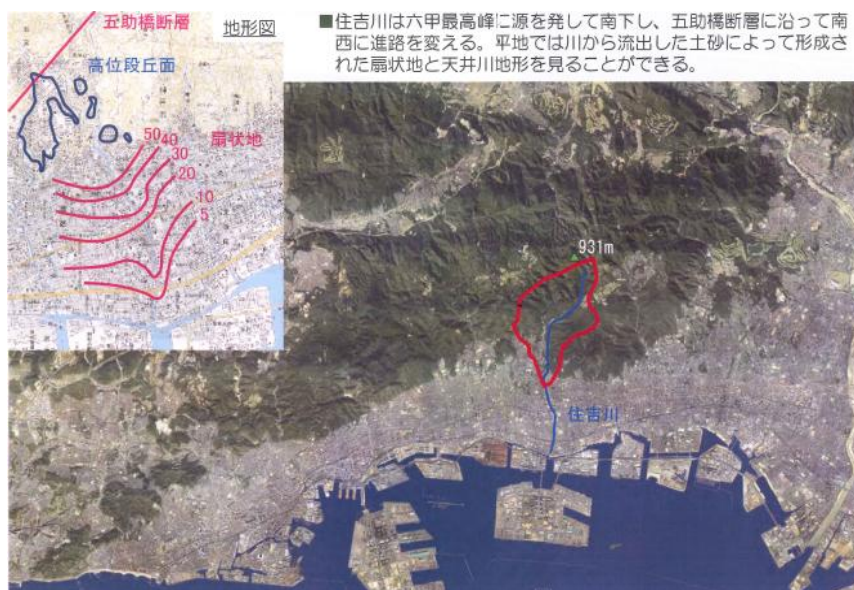 ■住吉川は六甲最高峰に源を発して南下し、五助橋断層に沿って南
西に進路を変える。平地では川から流出した土砂によって形成さ
れた扇状地と天井川地形を見ることができる。
五助橋断層
地形図
高位段丘面
扇状地
50
40
30
20
10
5
931m
住吉川